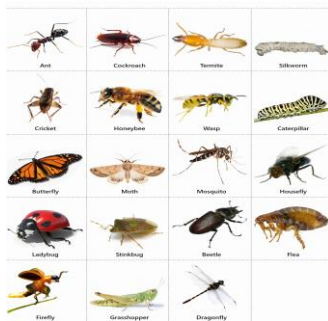 Ant
Cockroach
Termite
Silkworm
Cricket
Honeybee
Wasp
Caterpillar
Butterfly
Moth
Mosquito
Housefly
Ladybug
Stinkbug
Beetle
Flea
Firefly
Grasshopper
Dragonfly